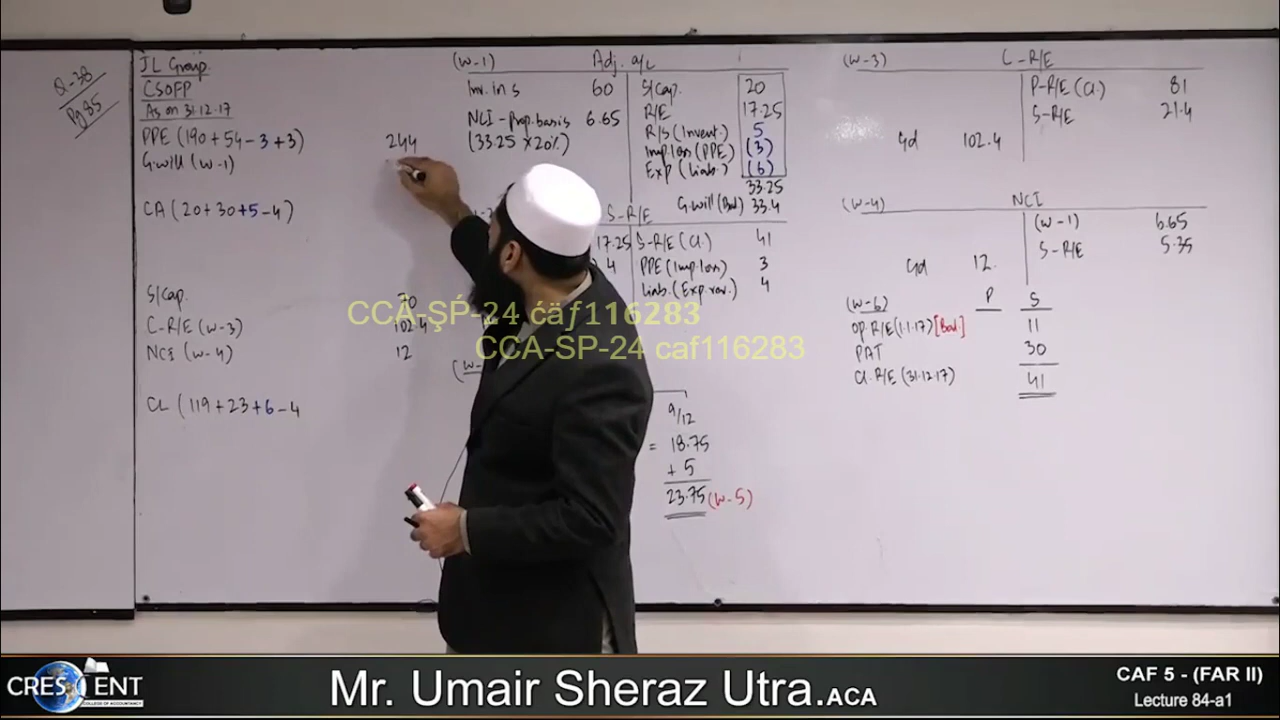 Q-38
Pg 85
JL Group
CSOFP
As on 31.12.17
PPE (190+54-3+3) 244
G.will (W-1)
CA (20+30+5-4)
S/Cap. 70
C-R/E (W-3) 102.4
NCI (W-4) 12
CL (119+23+6-4
(W-1) Adj. a/c
Inv. in S 60 S/Cap. 20
NCI - Prop. basis 6.65 R/E 17.25
(33.25 x 20%) R/S (Invent.) 5
Imp. loss (PPE) (3)
Exp (Liab.) (6)
33.25
G.will (Bal) 33.4
S-R/E
17.25 S-R/E (Cl.) 41
PPE (Imp. loss) 3
Liab. (Exp. rev.) 4
9/12
= 18.75
+ 5
23.75 (W-5)
(W-3) C-R/E
P-R/E (Cl.) 81
S-R/E 21.4
c/d 102.4
(W-4) NCI
(W-1) 6.65
S-R/E 5.35
c/d 12.
(W-6) P S
Op. R/E (1.1.17) [Bal.] 11
PAT 30
Cl. R/E (31.12.17) 41
CCA-ŞṔ-24 ćäƒ116283
CCA-SP-24 caf116283
CRESCENT
COLLEGE OF ACCOUNTANCY
Mr. Umair Sheraz Utra.ACA
CAF 5 - (FAR II)
Lecture 84-a1